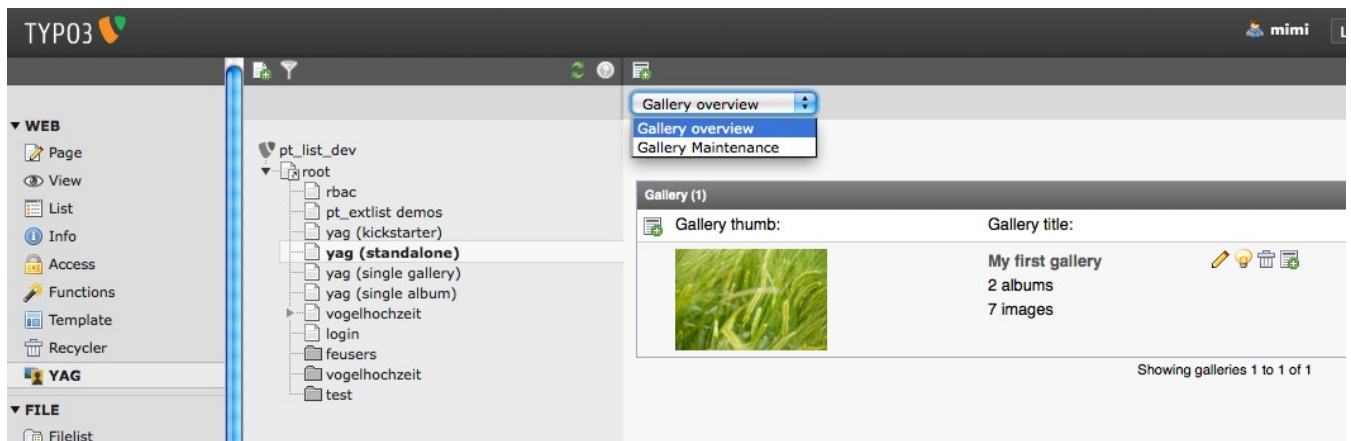 TYPO3
mimi
L
Gallery overview
Gallery overview
Gallery Maintenance
WEB
Page
View
List
Info
Access
Functions
Template
Recycler
YAG
FILE
Filelist
pt_list_dev
root
rbac
pt_extlist demos
yag (kickstarter)
yag (standalone)
yag (single gallery)
yag (single album)
vogelhochzeit
login
feusers
vogelhochzeit
test
Gallery (1)
Gallery thumb: Gallery title:
My first gallery
2 albums
7 images
Showing galleries 1 to 1 of 1